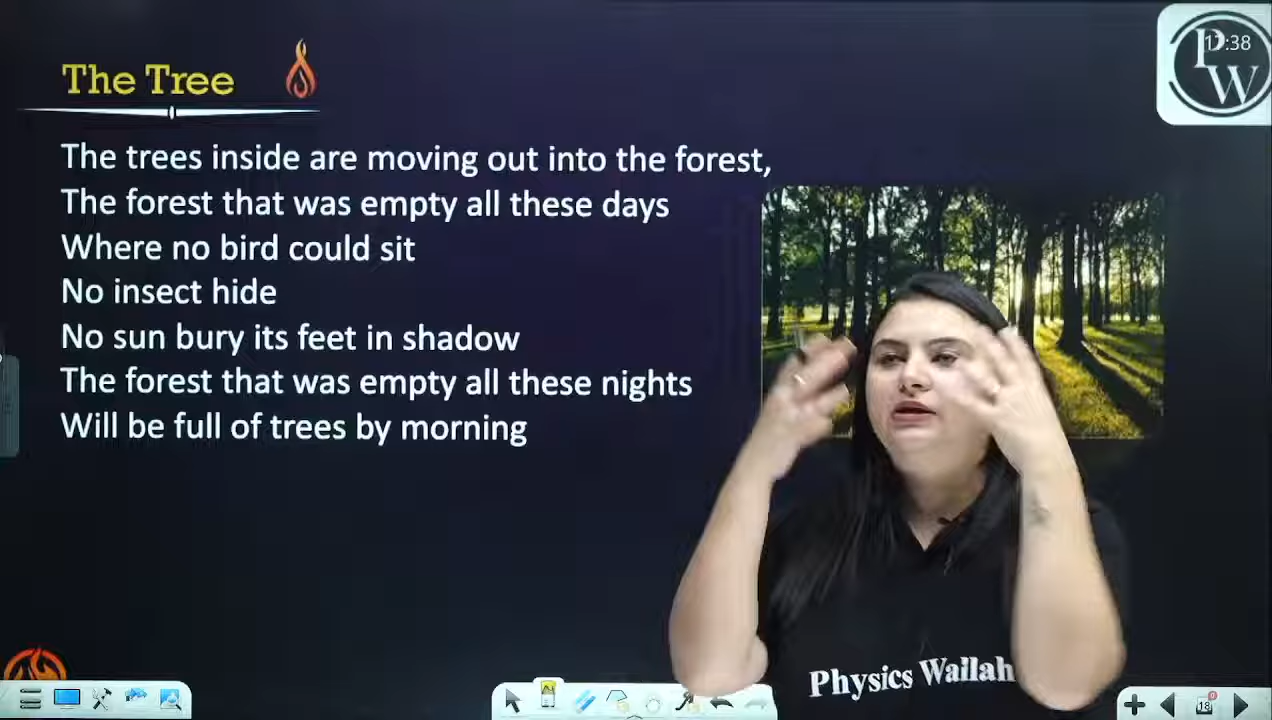 The Tree
The trees inside are moving out into the forest,
The forest that was empty all these days
Where no bird could sit
No insect hide
No sun bury its feet in shadow
The forest that was empty all these nights
Will be full of trees by morning
PW
Physics Wallah
18